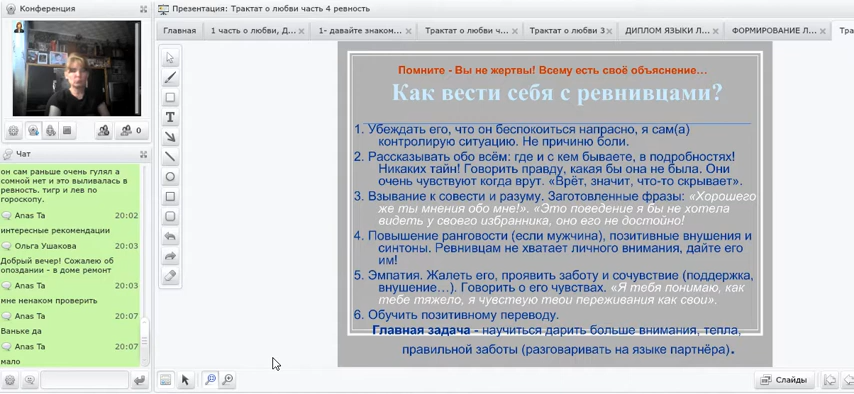 Конференция
Презентация: Трактат о любви часть 4 ревность
Главная
1 часть о любви, Д...
1- давайте знаком...
Трактат о любви ч...
Трактат о любви 3
ДИПЛОМ ЯЗЫКИ Л...
ФОРМИРОВАНИЕ Л...
Тра
0
Чат
он сам раньше очень гулял а
сомной нет и это выливалась в
ревность. тигр и лев по
гороскопу.
Anas Ta 20:02
интересные рекомендации
Ольга Ушакова 20:03
Добрый вечер! Сожалею об
опоздании - в доме ремонт
Anas Ta 20:03
мне ненаком проверить
Anas Ta 20:07
Ваньке да
Anas Ta 20:07
мало
T
Помните - Вы не жертвы! Всему есть своё объяснение...
Как вести себя с ревнивцами?
1. Убеждать его, что он беспокоиться напрасно, я сам(а)
контролирую ситуацию. Не причиню боли.
2. Рассказывать обо всём: где и с кем бываете, в подробностях!
Никаких тайн! Говорить правду, какая бы она не была. Они
очень чувствуют когда врут. «Врёт, значит, что-то скрывает».
3. Взывание к совести и разуму. Заготовленные фразы: «Хорошего
же ты мнения обо мне!». «Это поведение я бы не хотела
видеть у своего избранника, оно его не достойно!
4. Повышение ранговости (если мужчина), позитивные внушения и
синтоны. Ревнивцам не хватает личного внимания, дайте его
им!
5. Эмпатия. Жалеть его, проявить заботу и сочувствие (поддержка,
внушение...). Говорить о его чувствах. «Я тебя понимаю, как
тебе тяжело, я чувствую твои переживания как свои».
6. Обучить позитивному переводу.
Главная задача - научиться дарить больше внимания, тепла,
правильной заботы (разговаривать на языке партнёра).
Слайды